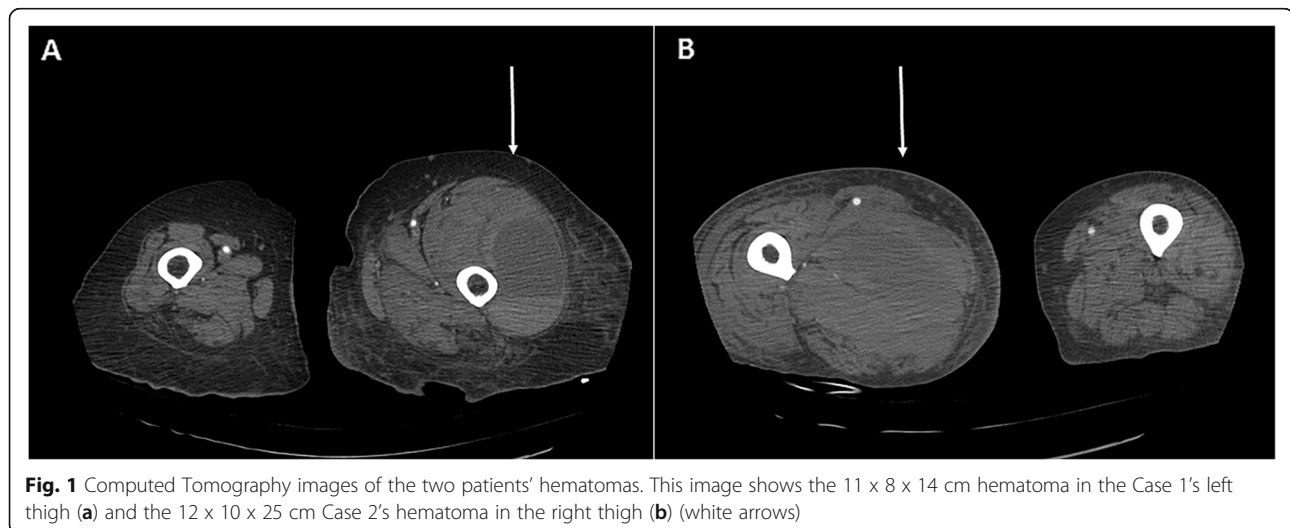 A
B
Fig. 1 Computed Tomography images of the two patients' hematomas. This image shows the 11 x 8 x 14 cm hematoma in the Case 1's left
thigh (a) and the 12 x 10 x 25 cm Case 2's hematoma in the right thigh (b) (white arrows)